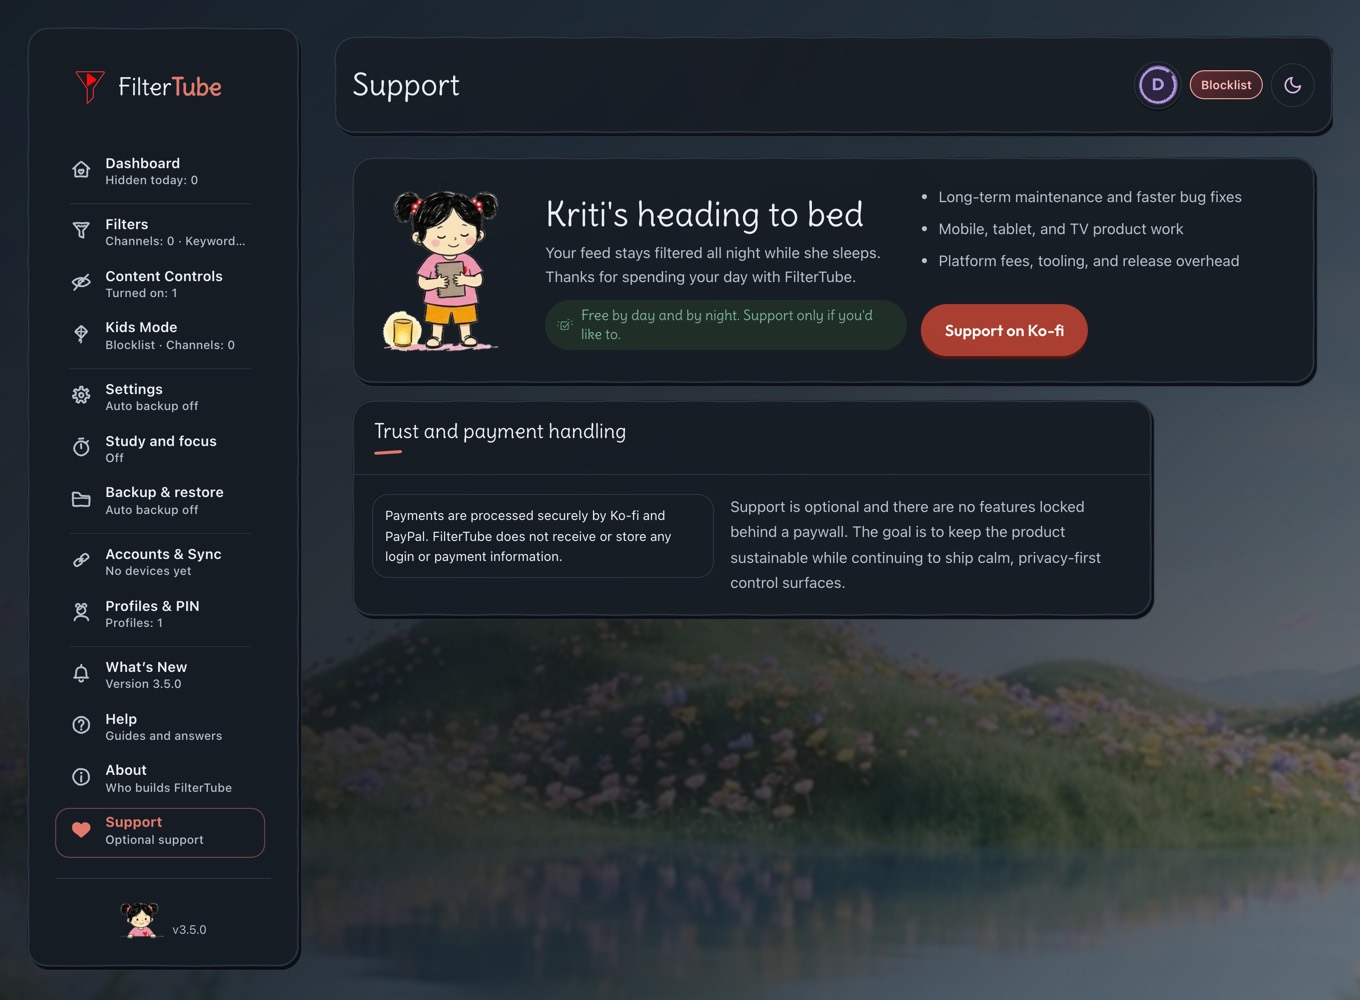 FilterTube
Dashboard
Hidden today: 0
Filters
Channels: 0 · Keyword...
Content Controls
Turned on: 1
Kids Mode
Blocklist · Channels: 0
Settings
Auto backup off
Study and focus
Off
Backup & restore
Auto backup off
Accounts & Sync
No devices yet
Profiles & PIN
Profiles: 1
What's New
Version 3.5.0
Help
Guides and answers
About
Who builds FilterTube
Support
Optional support
v3.5.0
Support
D
Blocklist
Kriti's heading to bed
Your feed stays filtered all night while she sleeps.
Thanks for spending your day with FilterTube.
Free by day and by night. Support only if you'd
like to.
• Long-term maintenance and faster bug fixes
• Mobile, tablet, and TV product work
• Platform fees, tooling, and release overhead
Support on Ko-fi
Trust and payment handling
Payments are processed securely by Ko-fi and
PayPal. FilterTube does not receive or store any
login or payment information.
Support is optional and there are no features locked
behind a paywall. The goal is to keep the product
sustainable while continuing to ship calm, privacy-first
control surfaces.